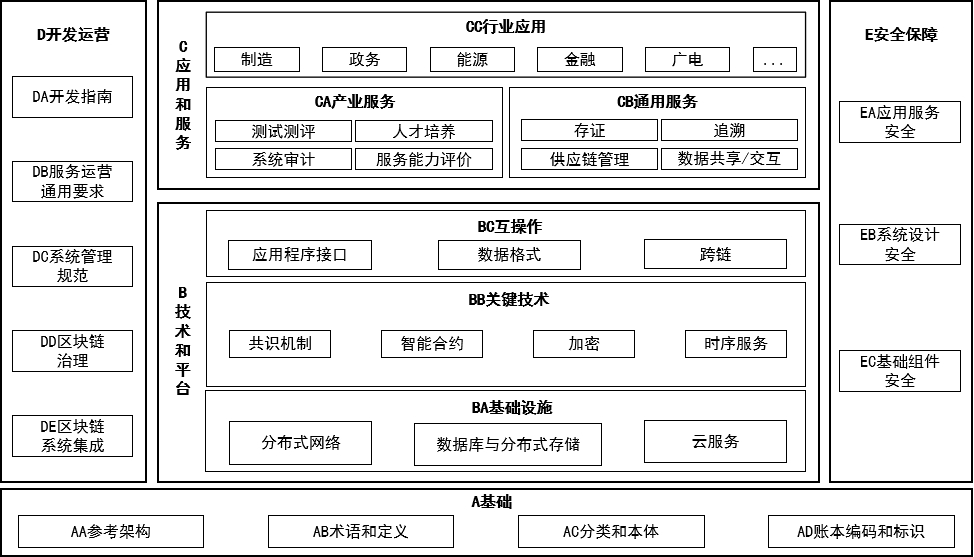 D开发运营
DA开发指南
DB服务运营
通用要求
DC系统管理
规范
DD区块链
治理
DE区块链
系统集成
C
应
用
和
服
务
CC行业应用
制造
政务
能源
金融
广电
...
CA产业服务
测试测评
人才培养
系统审计
服务能力评价
CB通用服务
存证
追溯
供应链管理
数据共享/交互
B
技
术
和
平
台
BC互操作
应用程序接口
数据格式
跨链
BB关键技术
共识机制
智能合约
加密
时序服务
BA基础设施
分布式网络
数据库与分布式存储
云服务
E安全保障
EA应用服务
安全
EB系统设计
安全
EC基础组件
安全
A基础
AA参考架构
AB术语和定义
AC分类和本体
AD账本编码和标识